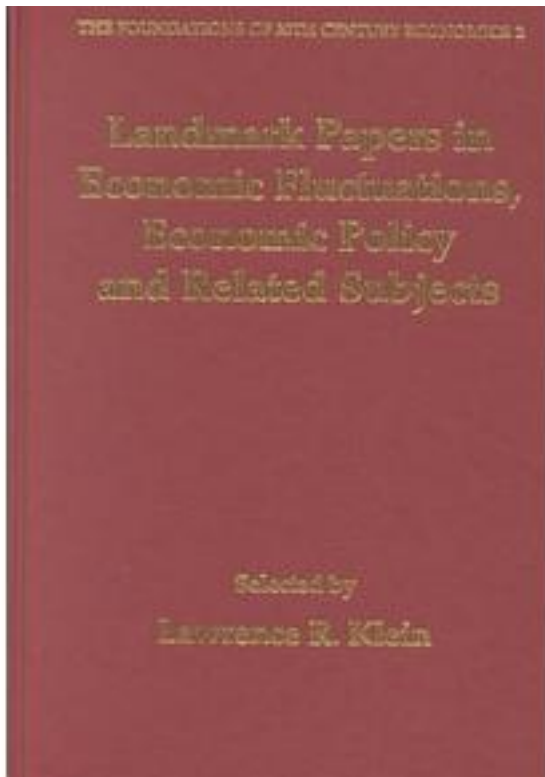 THE FOUNDATIONS OF 20TH CENTURY ECONOMICS 2
Landmark Papers in
Economic Fluctuations,
Economic Policy
and Related Subjects
Selected by
Lawrence R. Klein